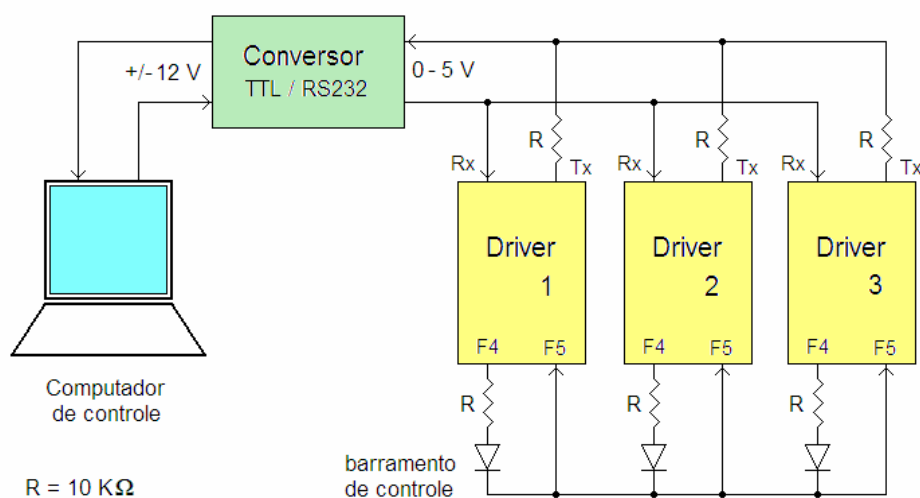 Conversor
TTL / RS232
+/- 12 V
0 - 5 V
R
R
R
Rx
Tx
Rx
Tx
Rx
Tx
Driver
1
Driver
2
Driver
3
F4
F5
F4
F5
F4
F5
Computador
de controle
R
R
R
barramento
de controle
R = 10 KΩ